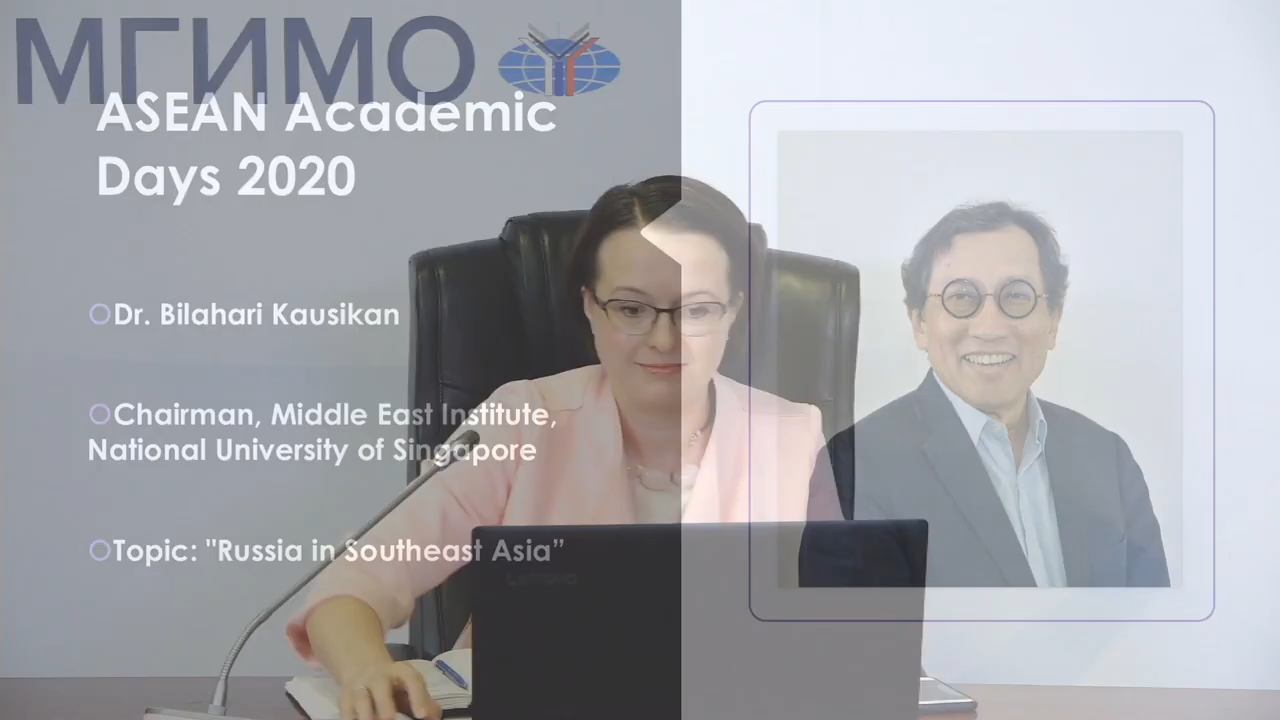 МГИМО
ASEAN Academic
Days 2020
Dr. Bilahari Kausikan
Chairman, Middle East Institute,
National University of Singapore
Topic: "Russia in Southeast Asia”
Lenovo